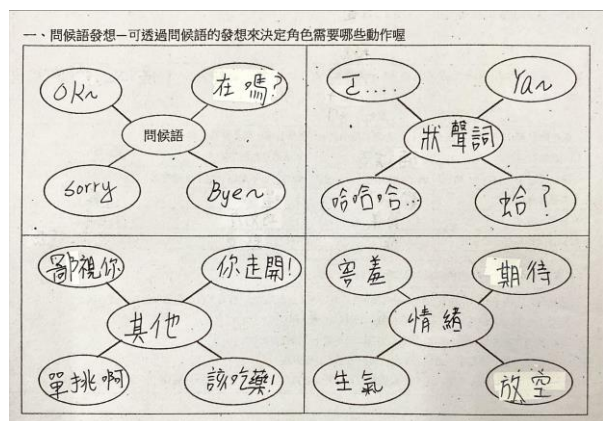 一、問候語發想—可透過問候語的發想來決定角色需要哪些動作喔
OK~
在嗎?
問候語
sorry
Bye~
ㄛ....
Ya~
狀聲詞
哈哈哈...
蛤?
鄙視你
你走開!
其他
單挑啊
該吃藥!
害羞
期待
情緒
生氣
放空